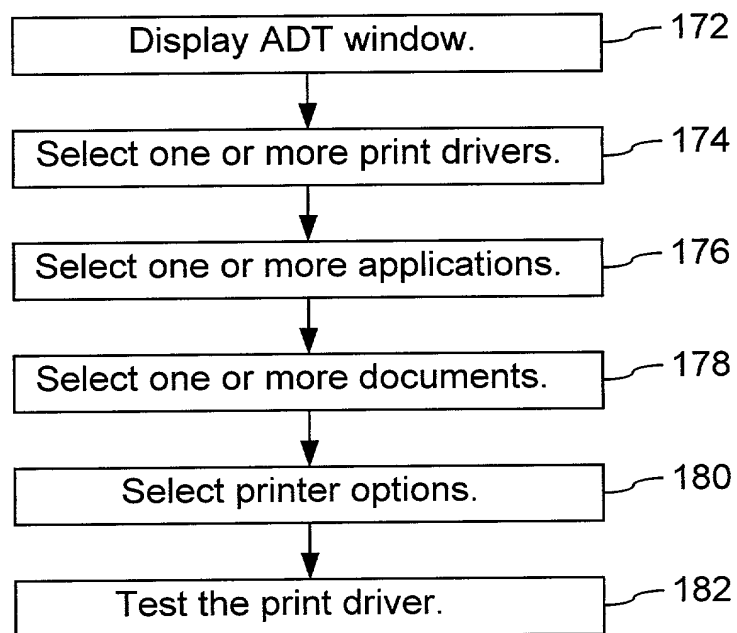 Display ADT window.
172
Select one or more print drivers.
174
Select one or more applications.
176
Select one or more documents.
178
Select printer options.
180
Test the print driver.
182